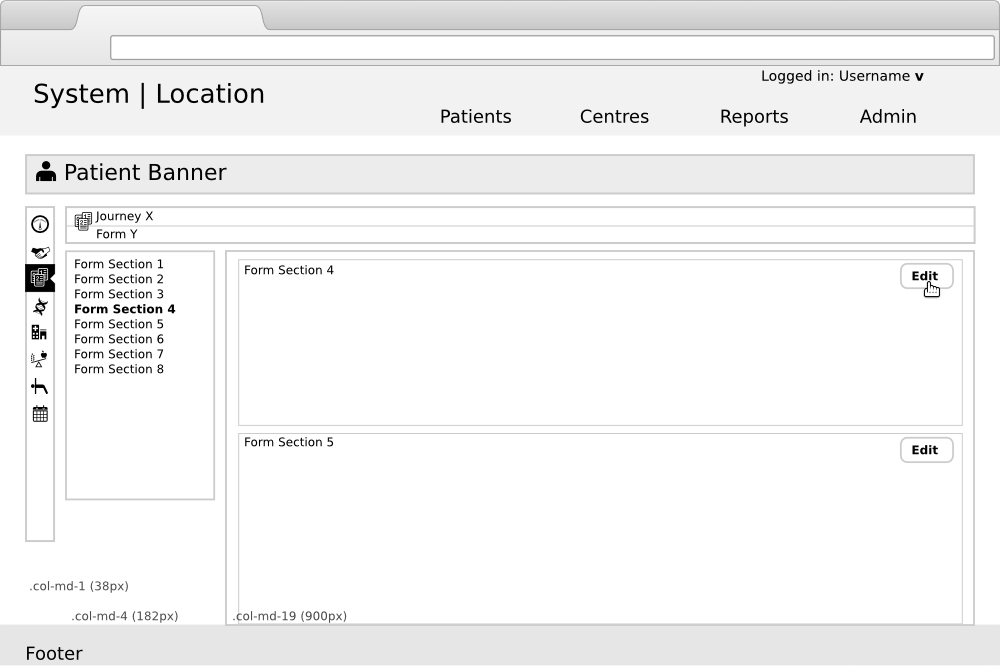 Logged in: Username v
System | Location
Patients Centres Reports Admin
Patient Banner
Journey X
Form Y
Form Section 1
Form Section 2
Form Section 3
Form Section 4
Form Section 5
Form Section 6
Form Section 7
Form Section 8
Form Section 4
Edit
Form Section 5
Edit
.col-md-1 (38px)
.col-md-4 (182px)
.col-md-19 (900px)
Footer